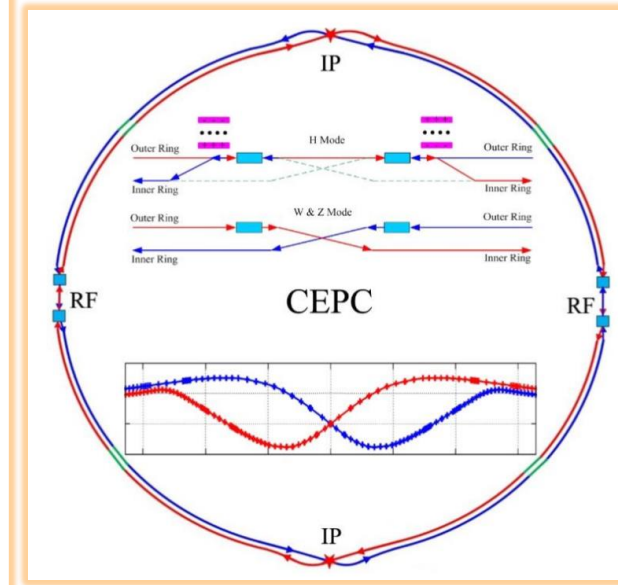 IP
H Mode
Outer Ring
Outer Ring
Inner Ring
Inner Ring
W & Z Mode
Outer Ring
Outer Ring
Inner Ring
Inner Ring
RF
CEPC
RF
IP